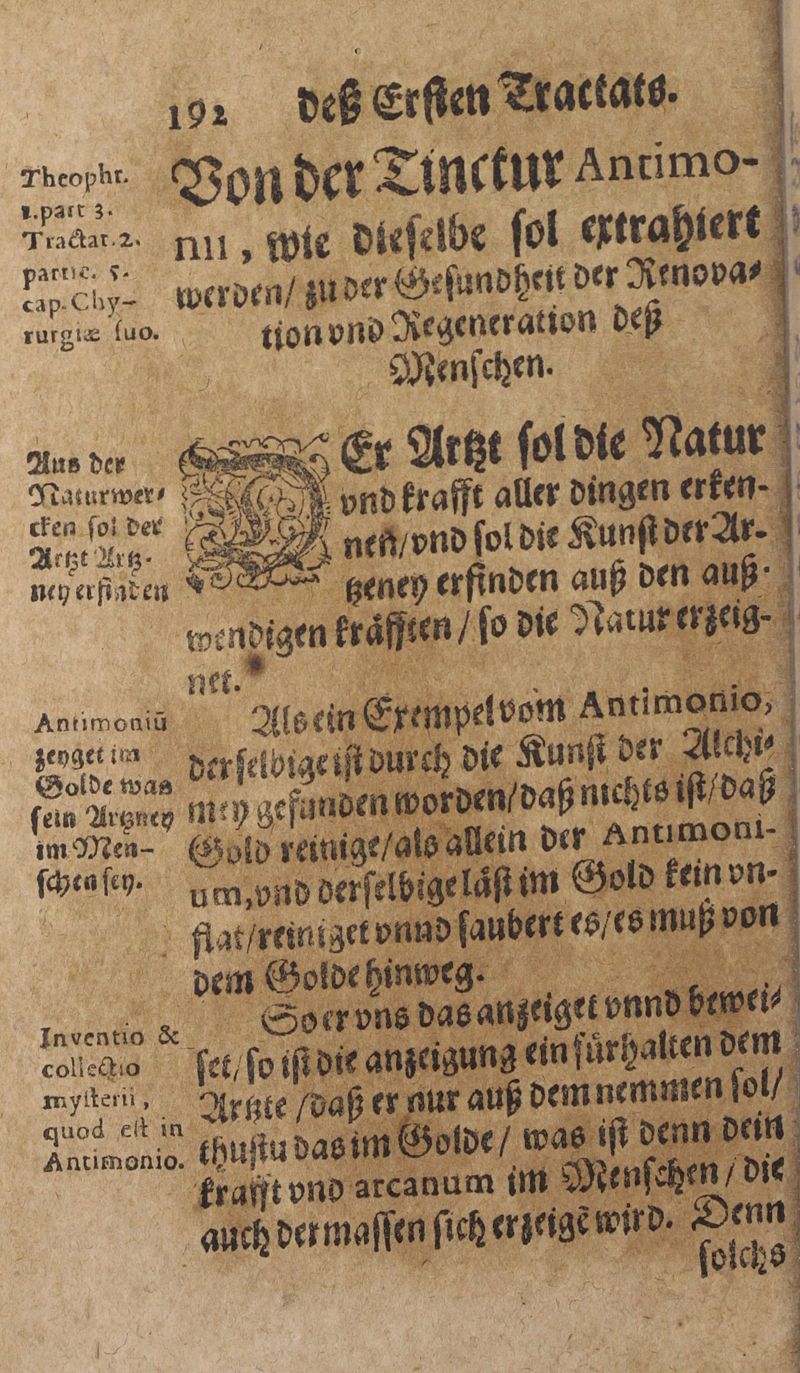 192 deß Ersten Tractats.
Theophr.
1. part 3.
Tractat. 2.
partic. 5.
cap. Chy-
rurgiæ suo.
Von der Tinctur Antimo-
nii, wie dieselbe sol extrahiert
werden/ zu der Gesundheit der Renova-
tion vnd Regeneration deß
Menschen.
Aus der
Naturwer-
cken sol der
Artzt Artz-
ney erfinden
DEr Artzt sol die Natur
vnd krafft aller dingen erken-
nen/ vnd sol die Kunst der Ar-
tzeney erfinden auß den auß-
wendigen kräfften/ so die Natur erzeig-
net.
Antimoniũ
zeyget im
Golde was
sein Artzney
im Men-
schen sey.
Als ein Exempel vom Antimonio,
derselbige ist durch die Kunst der Alchi-
mey gefunden worden/ daß nichts ist/ daß
Gold reinige/ als allein der Antimoni-
um, vnd derselbige läst im Gold kein vn-
flat/ reiniget vnnd saubert es/ es muß von
dem Golde hinweg.
Inventio &
collectio
mysterii,
quod est in
Antimonio.
So er vns das anzeiget vnnd bewei-
set/ so ist die anzeigung ein fürhalten dem
Artzte/ daß er nur auß dem nemmen sol/
thustu das im Golde/ was ist denn dein
krafft vnd arcanum im Menschen/ die
auch dermassen sich erzeigẽ wird. Denn
solchs